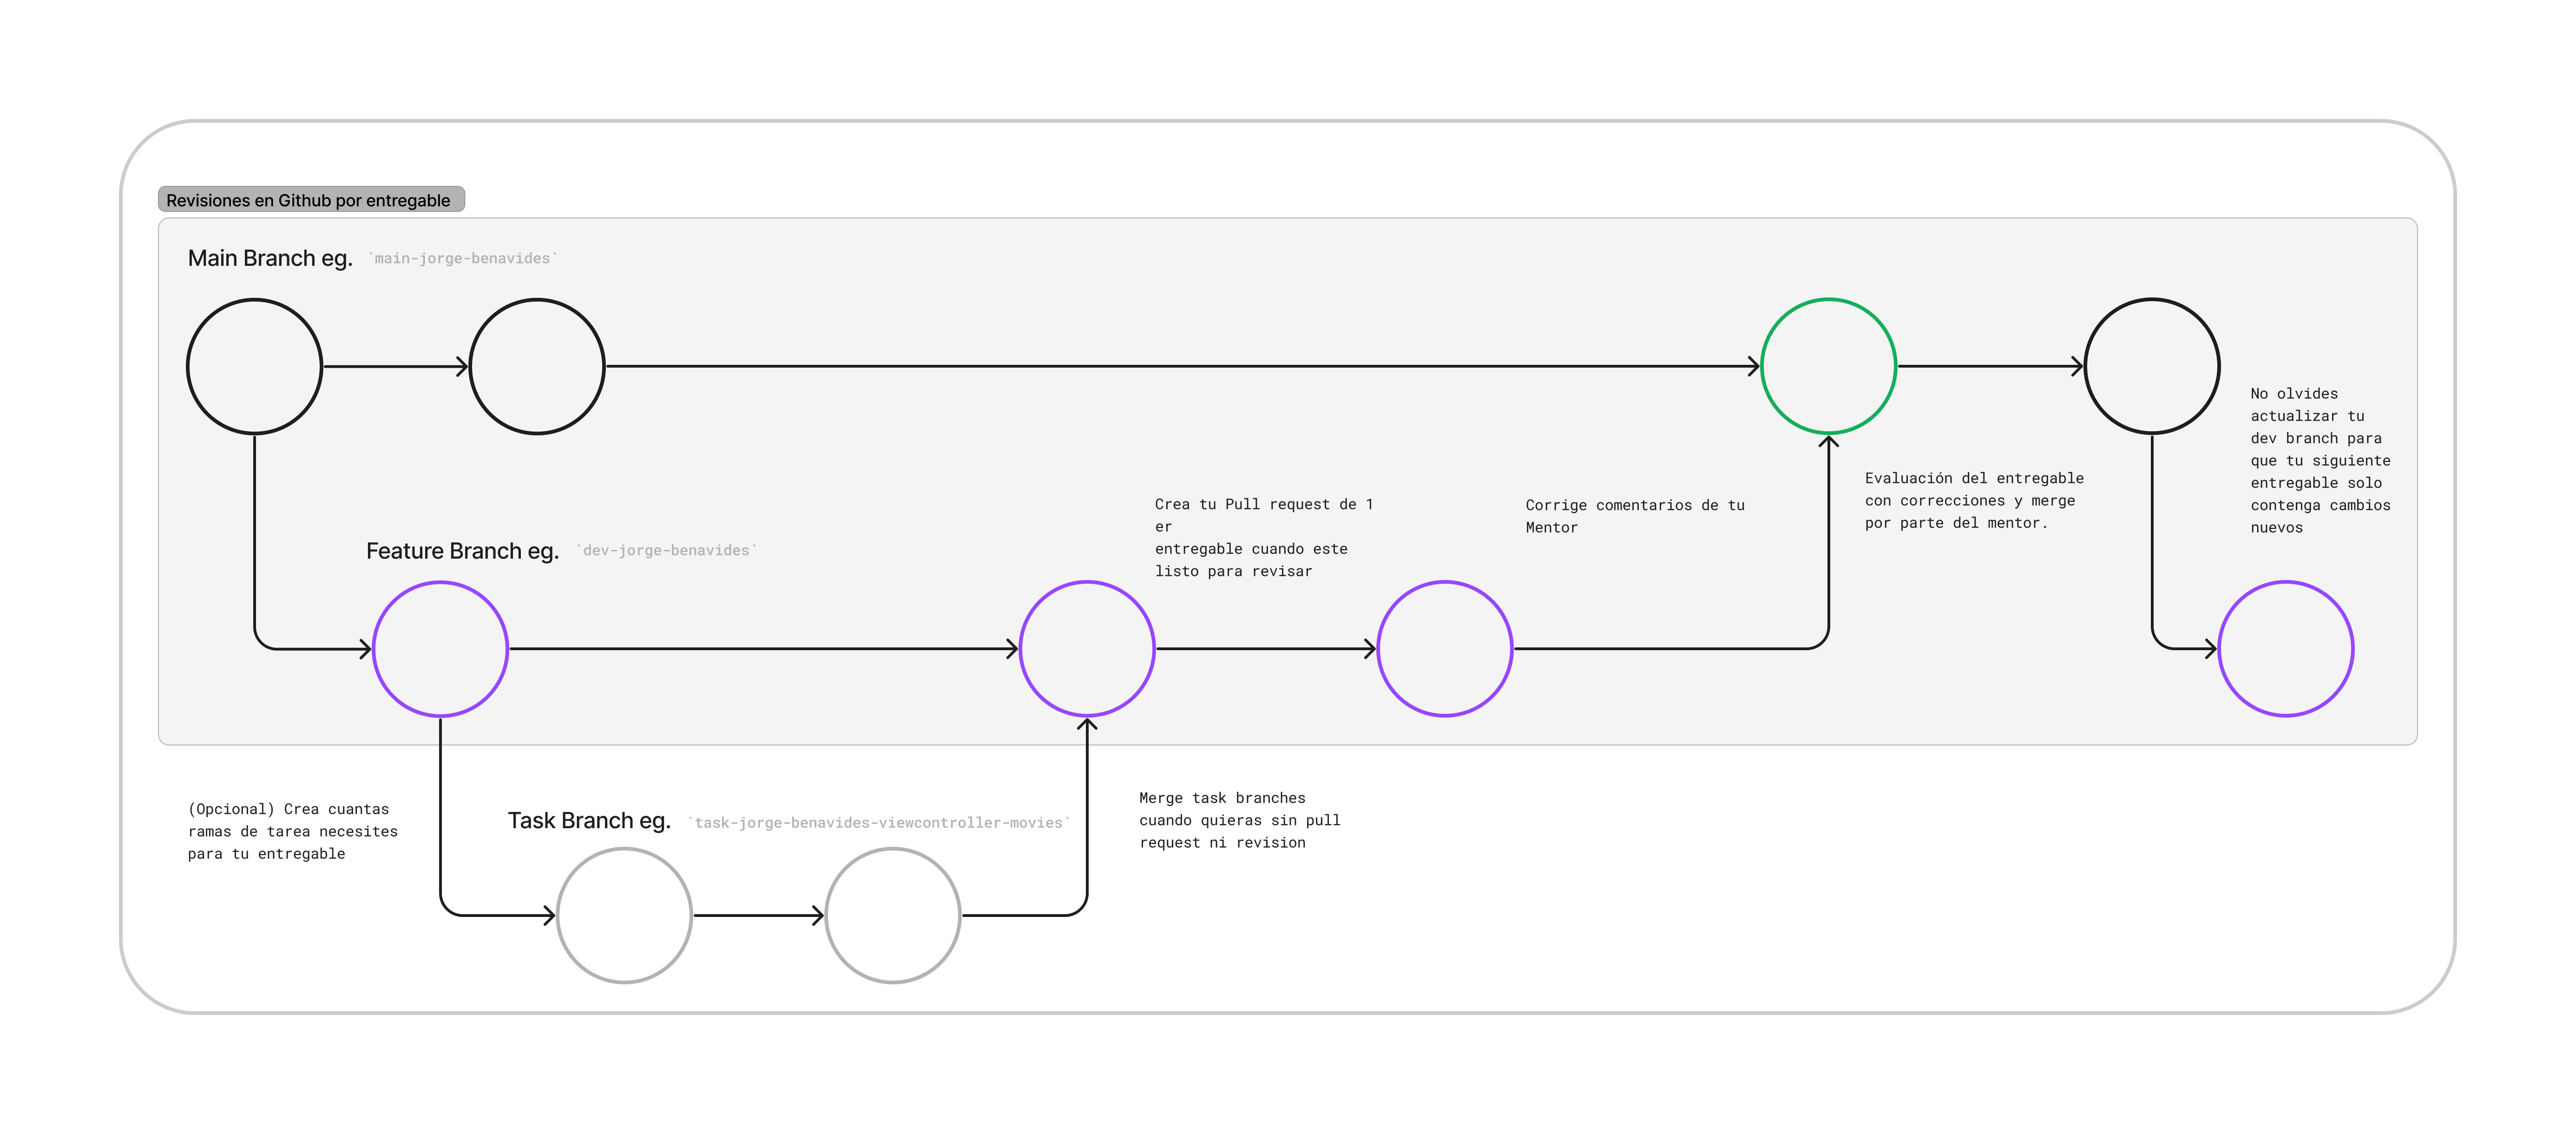 Revisiones en Github por entregable
Main Branch eg. `main-jorge-benavides`
No olvides
actualizar tu
dev branch para
que tu siguiente
entregable solo
contenga cambios
nuevos
Evaluación del entregable
con correcciones y merge
por parte del mentor.
Crea tu Pull request de 1
er
entregable cuando este
listo para revisar
Corrige comentarios de tu
Mentor
Feature Branch eg. `dev-jorge-benavides`
(Opcional) Crea cuantas
ramas de tarea necesites
para tu entregable
Task Branch eg. `task-jorge-benavides-viewcontroller-movies`
Merge task branches
cuando quieras sin pull
request ni revision